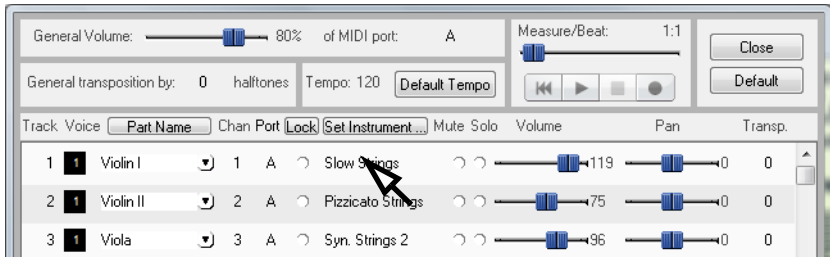 General Volume: 80% of MIDI port: A Measure/Beat: 1:1 Close
General transposition by: 0 halftones Tempo: 120 Default Tempo Default
Track Voice Part Name Chan Port Lock Set Instrument ... Mute Solo Volume Pan Transp.
1 1 Violin I 1 A Slow Strings 119 0 0
2 1 Violin II 2 A Pizzicato Strings 75 0 0
3 1 Viola 3 A Syn. Strings 2 96 0 0